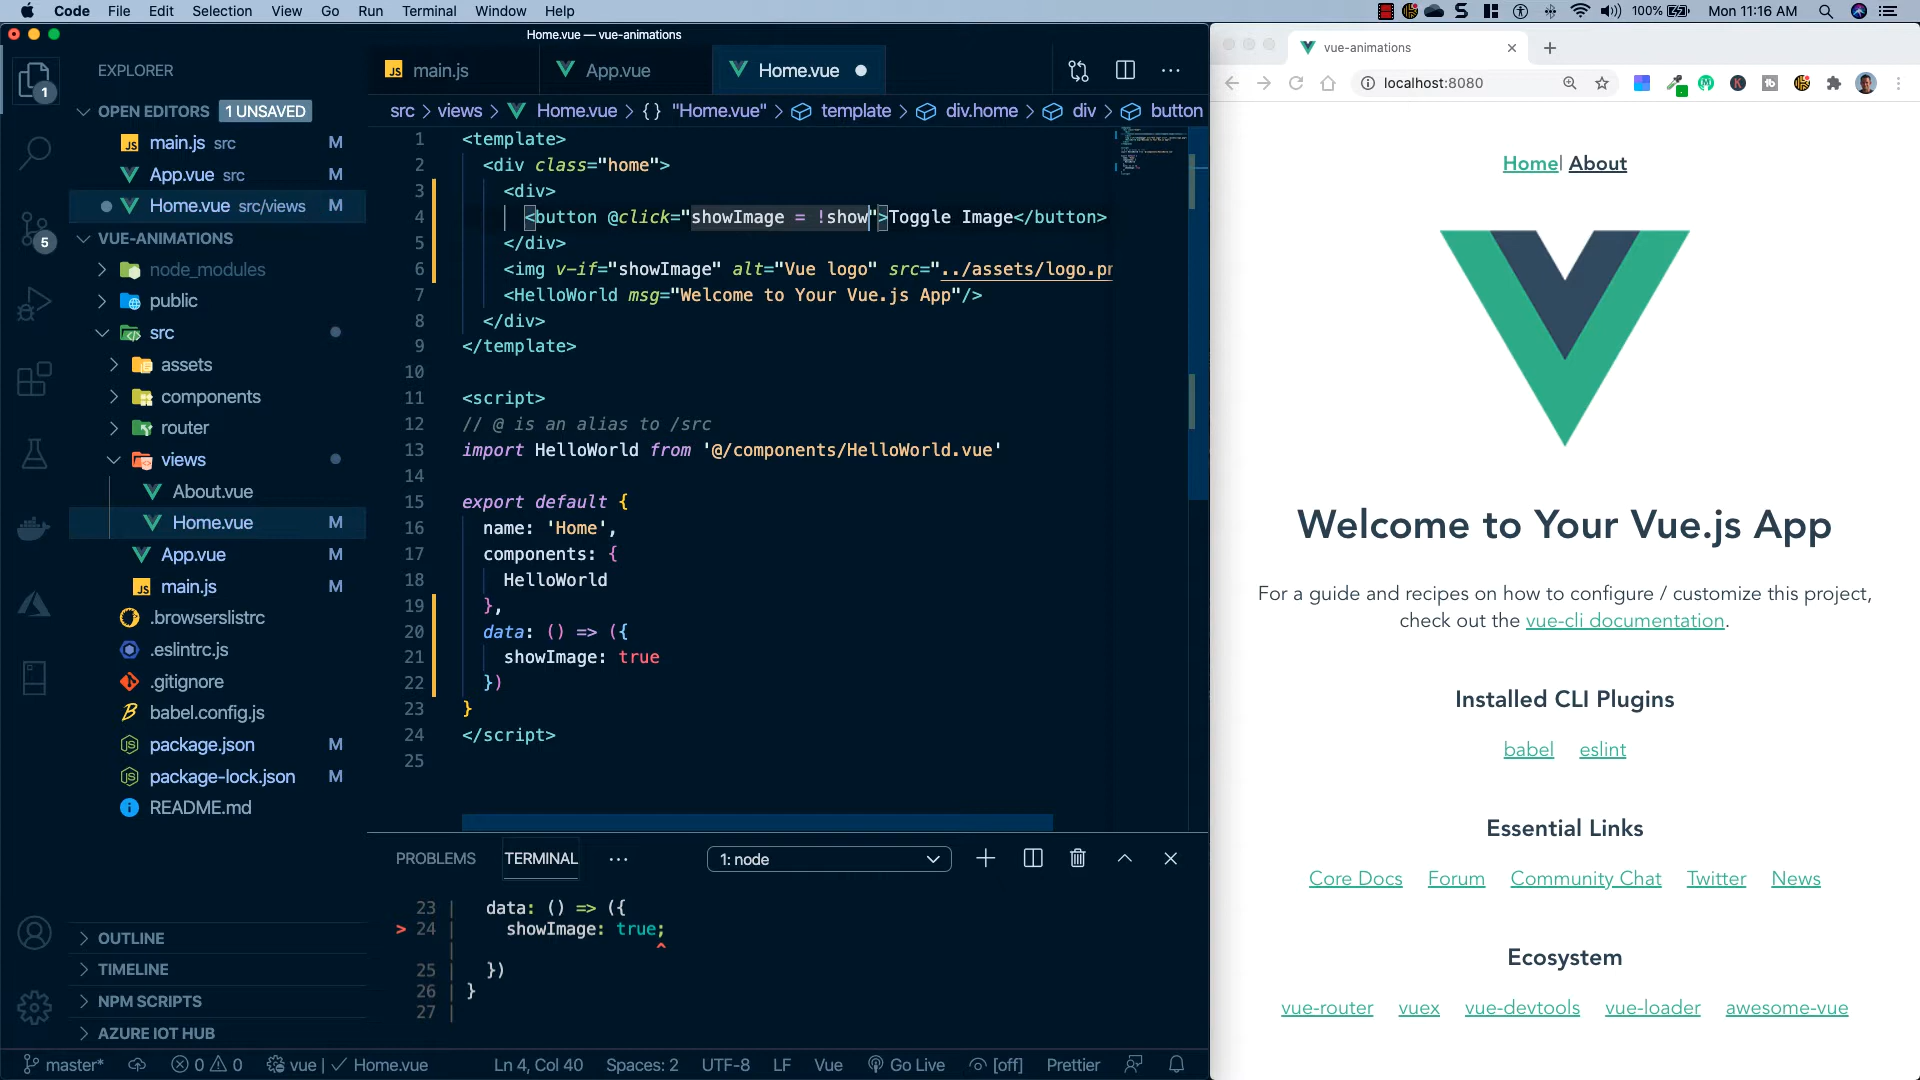 Code File Edit Selection View Go Run Terminal Window Help
100% Mon 11:16 AM
Home.vue — vue-animations
EXPLORER
1
OPEN EDITORS 1 UNSAVED
JS main.js src M
App.vue src M
Home.vue src/views M
5
VUE-ANIMATIONS
node_modules
public
src
assets
components
router
views
About.vue
Home.vue M
App.vue M
JS main.js M
.browserslistrc
.eslintrc.js
.gitignore
babel.config.js
package.json M
package-lock.json M
README.md
OUTLINE
TIMELINE
NPM SCRIPTS
AZURE IOT HUB
JS main.js App.vue Home.vue
src > views > Home.vue > {} "Home.vue" > template > div.home > div > button
1 <template>
2 <div class="home">
3 <div>
4 <button @click="showImage = !show">Toggle Image</button>
5 </div>
6 <img v-if="showImage" alt="Vue logo" src="../assets/logo.pn
7 <HelloWorld msg="Welcome to Your Vue.js App"/>
8 </div>
9 </template>
10
11 <script>
12 // @ is an alias to /src
13 import HelloWorld from '@/components/HelloWorld.vue'
14
15 export default {
16 name: 'Home',
17 components: {
18 HelloWorld
19 },
20 data: () => ({
21 showImage: true
22 })
23 }
24 </script>
25
PROBLEMS TERMINAL ··· 1: node
23 | data: () => ({
> 24 | showImage: true;
| ^
25 | })
26 | }
27 |
master* 0 0 vue | ✓ Home.vue Ln 4, Col 40 Spaces: 2 UTF-8 LF Vue Go Live [off] Prettier
vue-animations
localhost:8080
Home| About
Welcome to Your Vue.js App
For a guide and recipes on how to configure / customize this project,
check out the vue-cli documentation.
Installed CLI Plugins
babel eslint
Essential Links
Core Docs Forum Community Chat Twitter News
Ecosystem
vue-router vuex vue-devtools vue-loader awesome-vue